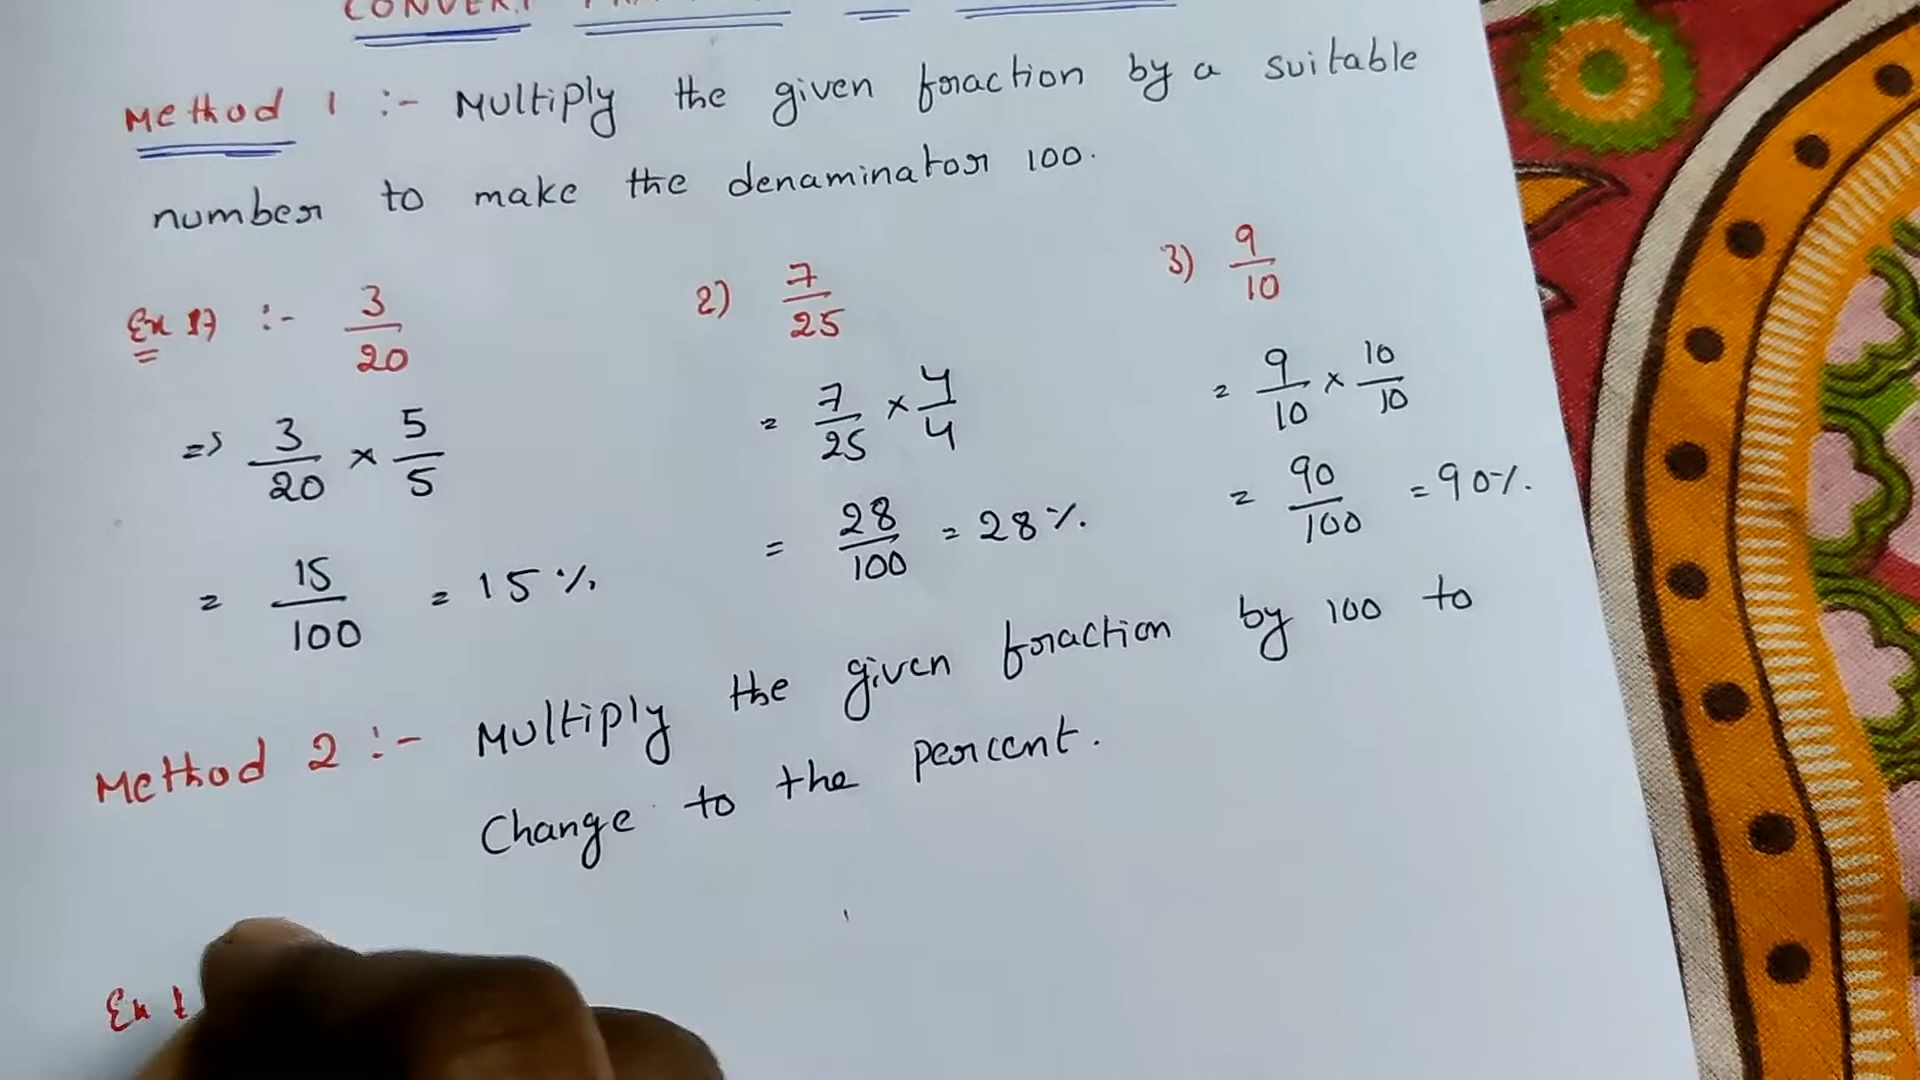 CONVERT
Method 1 :- Multiply the given fraction by a suitable
number to make the denaminator 100.
Ex 1) :- 3/20
=> 3/20 × 5/5
= 15/100 = 15%
2) 7/25
= 7/25 × 4/4
= 28/100 = 28%
3) 9/10
= 9/10 × 10/10
= 90/100 = 90%
Method 2 :- Multiply the given fraction by 100 to
Change to the percent.
Ex 1